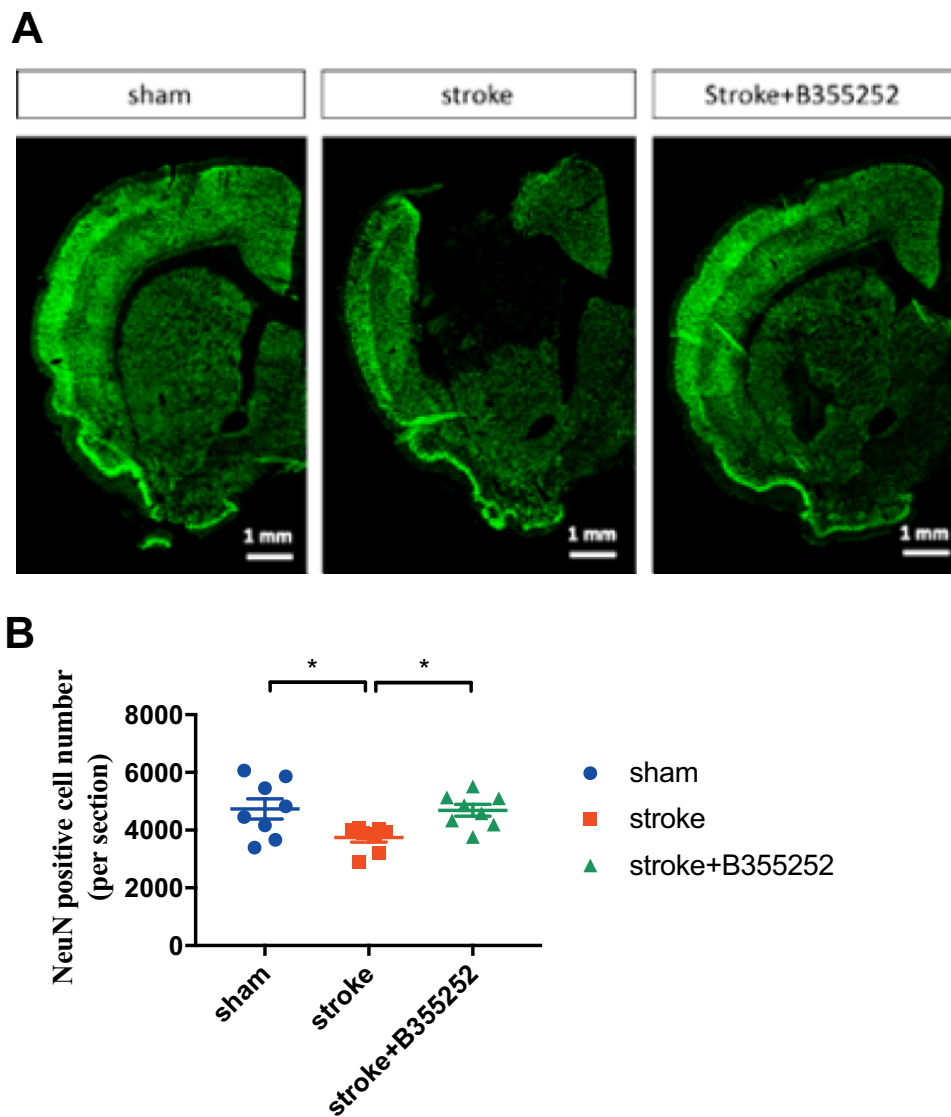 A
sham
stroke
Stroke+B355252
1 mm
1 mm
1 mm
B
*
*
NeuN positive cell number
(per section)
8000
6000
4000
2000
0
sham
stroke
stroke+B355252
sham
stroke
stroke+B355252